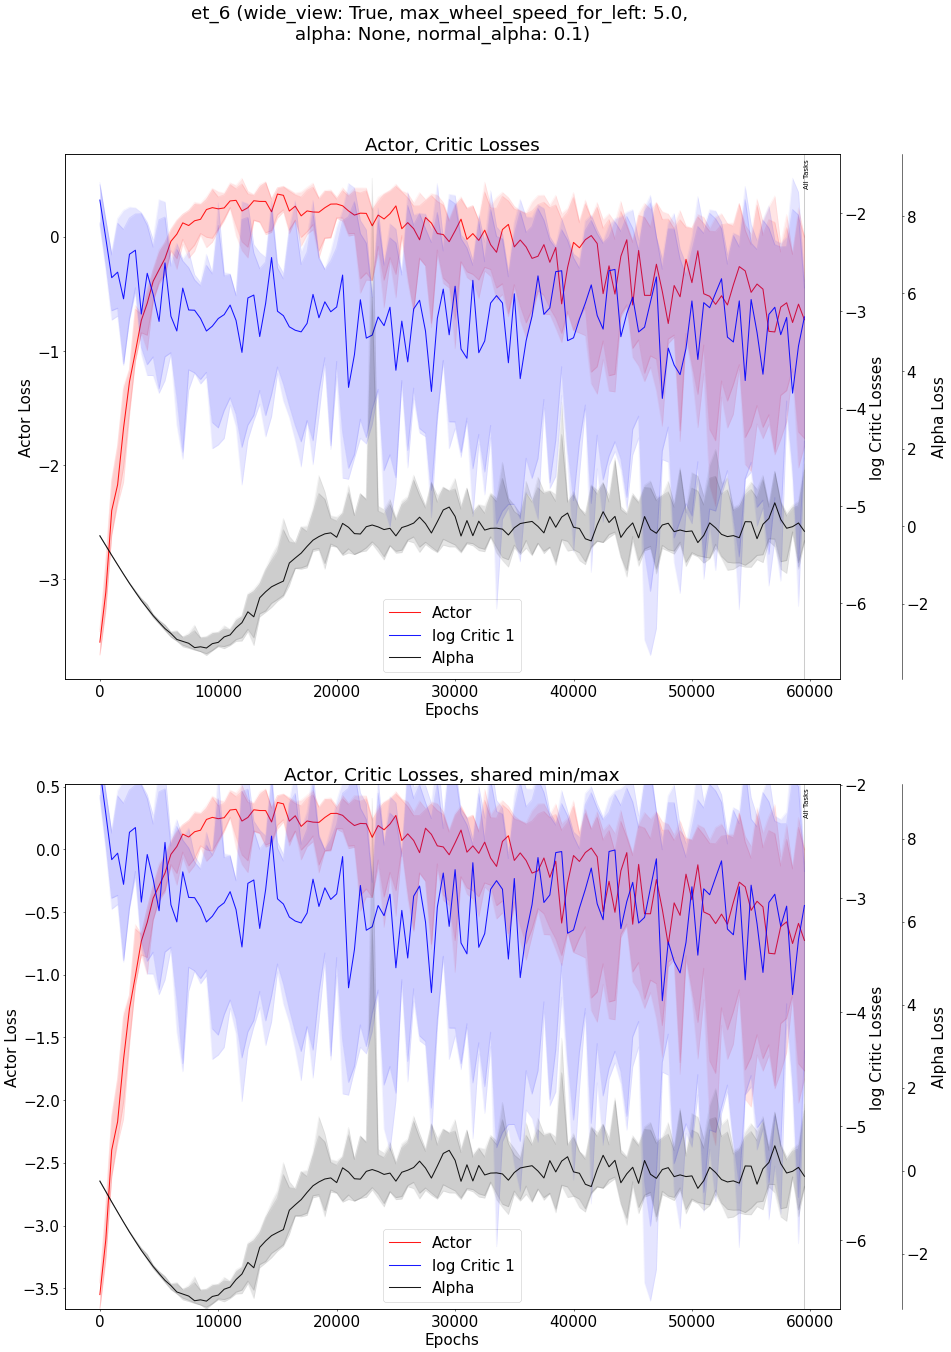 et_6 (wide_view: True, max_wheel_speed_for_left: 5.0,
alpha: None, normal_alpha: 0.1)
Actor, Critic Losses
All Tasks
0
−1
−2
−3
Actor Loss
−2
−3
−4
−5
−6
log Critic Losses
8
6
4
2
0
−2
Alpha Loss
Actor
log Critic 1
Alpha
0
10000
20000
30000
40000
50000
60000
Epochs
Actor, Critic Losses, shared min/max
All Tasks
0.5
0.0
−0.5
−1.0
−1.5
−2.0
−2.5
−3.0
−3.5
Actor Loss
−2
−3
−4
−5
−6
log Critic Losses
8
6
4
2
0
−2
Alpha Loss
Actor
log Critic 1
Alpha
0
10000
20000
30000
40000
50000
60000
Epochs